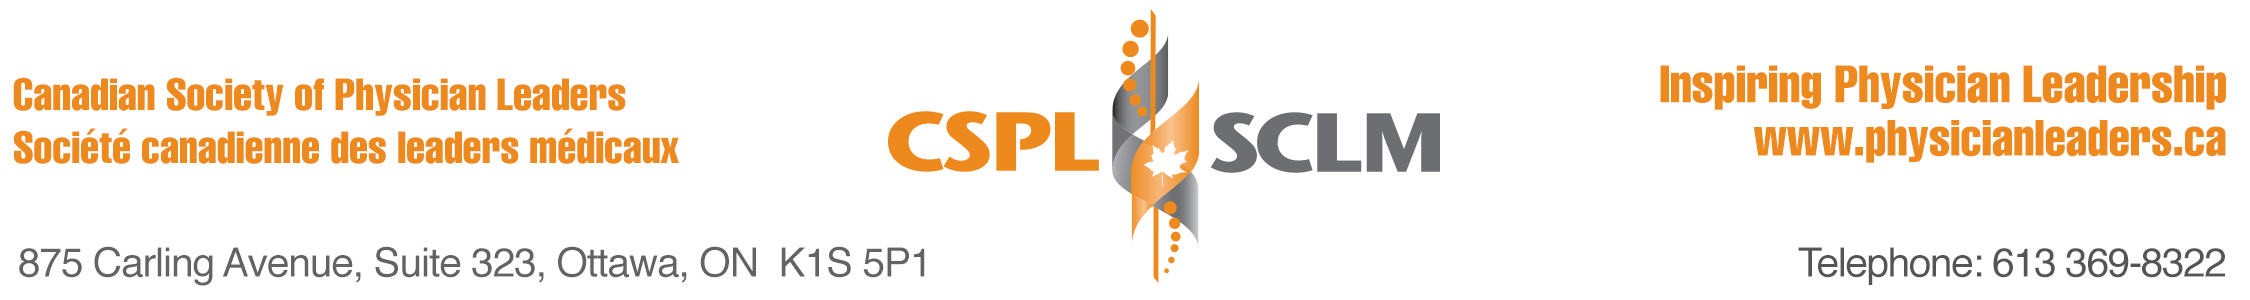 Canadian Society of Physician Leaders
Société canadienne des leaders médicaux
CSPL SCLM
Inspiring Physician Leadership
www.physicianleaders.ca
875 Carling Avenue, Suite 323, Ottawa, ON  K1S 5P1
Telephone: 613 369-8322